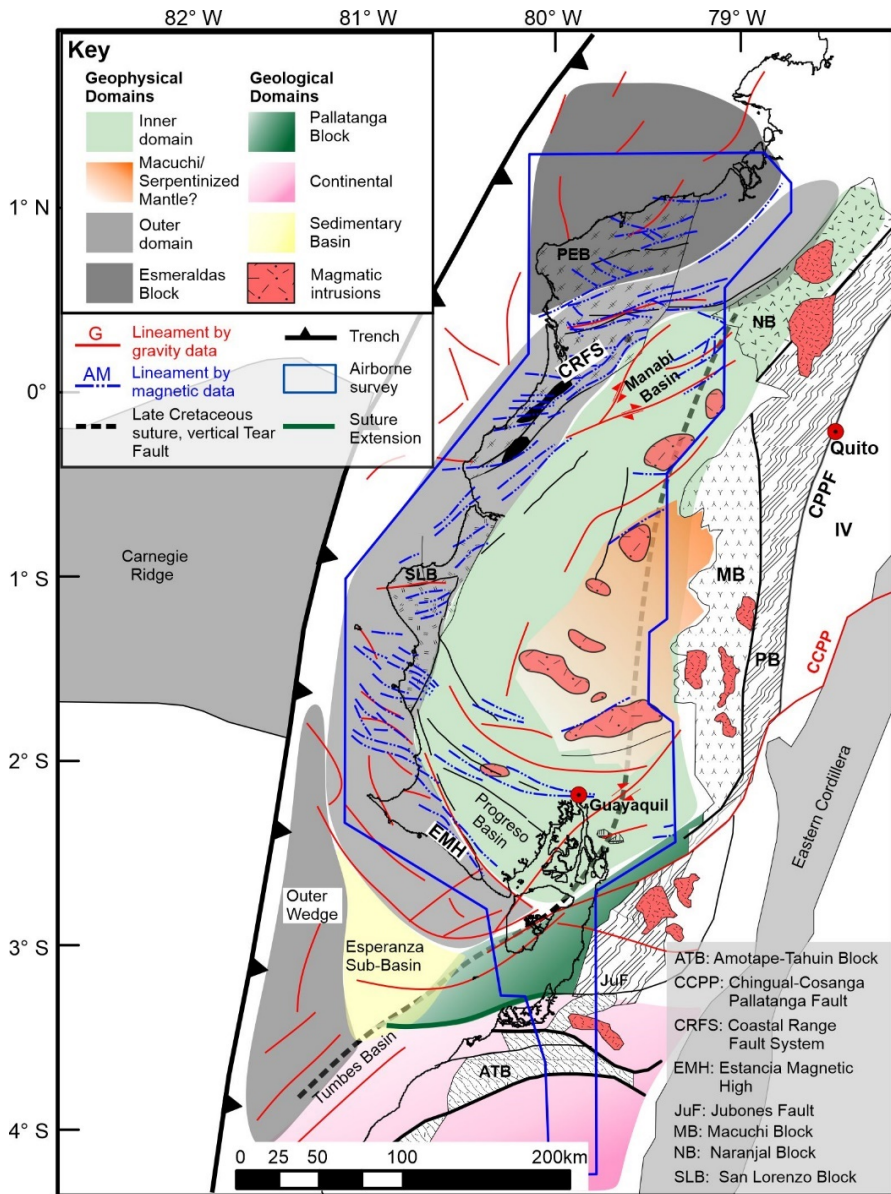 82°W
81°W
80°W
79°W
Key
Geophysical
Domains
Geological
Domains
Inner
domain
Pallatanga
Block
Macuchi/
Serpentinized
Mantle?
Continental
Outer
domain
Sedimentary
Basin
Esmeraldas
Block
Magmatic
intrusions
G
Lineament by
gravity data
Trench
AM
Lineament by
magnetic data
Airborne
survey
Late Cretaceous
suture, vertical Tear
Fault
Suture
Extension
1° N
0°
1° S
2° S
3° S
4° S
PEB
NB
CRFS
Manabi
Basin
Quito
CPPF
IV
Carnegie
Ridge
SLB
MB
PB
CCPP
Guayaquil
Progreso
Basin
EMH
Eastern Cordillera
Outer
Wedge
Esperanza
Sub-Basin
JuF
Tumbes Basin
ATB
ATB: Amotape-Tahuin Block
CCPP: Chingual-Cosanga
Pallatanga Fault
CRFS: Coastal Range
Fault System
EMH: Estancia Magnetic
High
JuF: Jubones Fault
MB: Macuchi Block
NB: Naranjal Block
SLB: San Lorenzo Block
0 25 50 100 200km